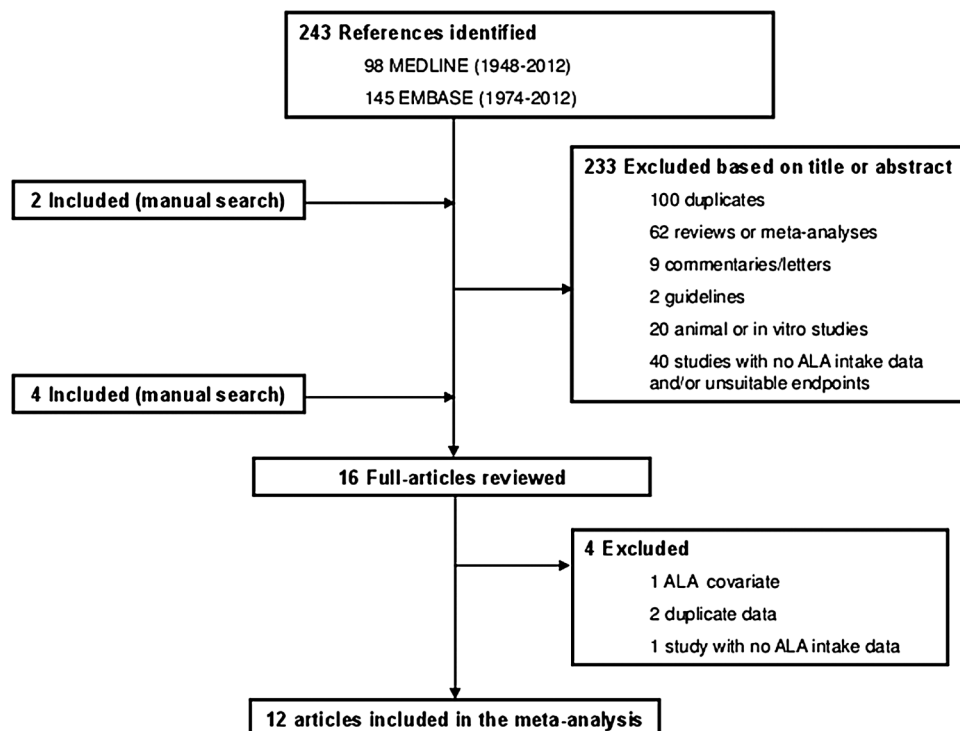 243 References identified
98 MEDLINE (1948-2012)
145 EMBASE (1974-2012)
2 Included (manual search)
233 Excluded based on title or abstract
100 duplicates
62 reviews or meta-analyses
9 commentaries/letters
2 guidelines
20 animal or in vitro studies
40 studies with no ALA intake data
and/or unsuitable endpoints
4 Included (manual search)
16 Full-articles reviewed
4 Excluded
1 ALA covariate
2 duplicate data
1 study with no ALA intake data
12 articles included in the meta-analysis